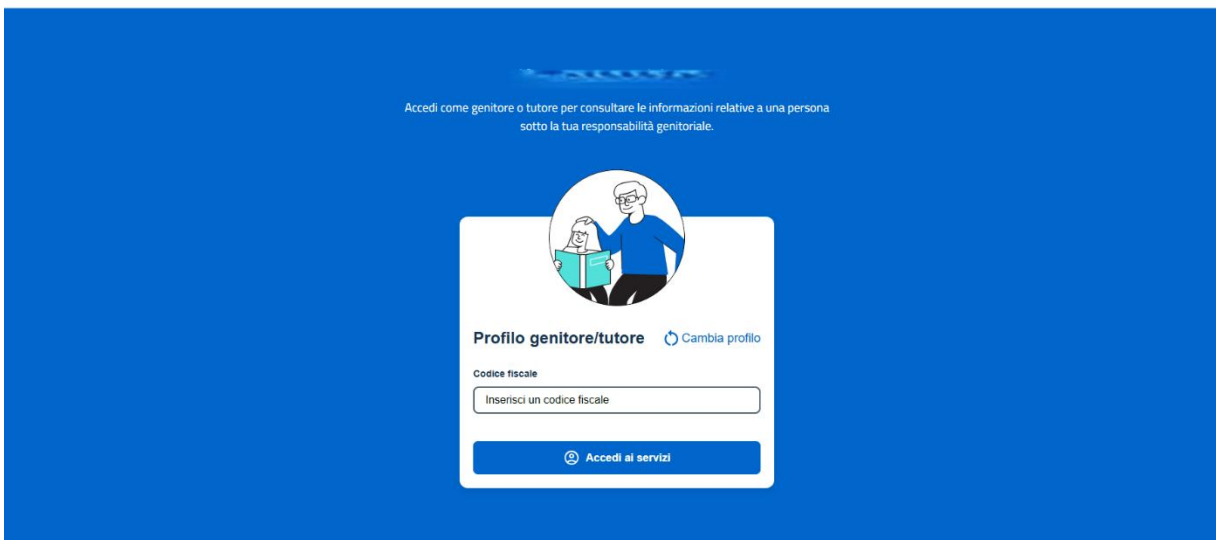 Accedi come genitore o tutore per consultare le informazioni relative a una persona
sotto la tua responsabilità genitoriale.
Profilo genitore/tutore
Cambia profilo
Codice fiscale
Inserisci un codice fiscale
Accedi ai servizi